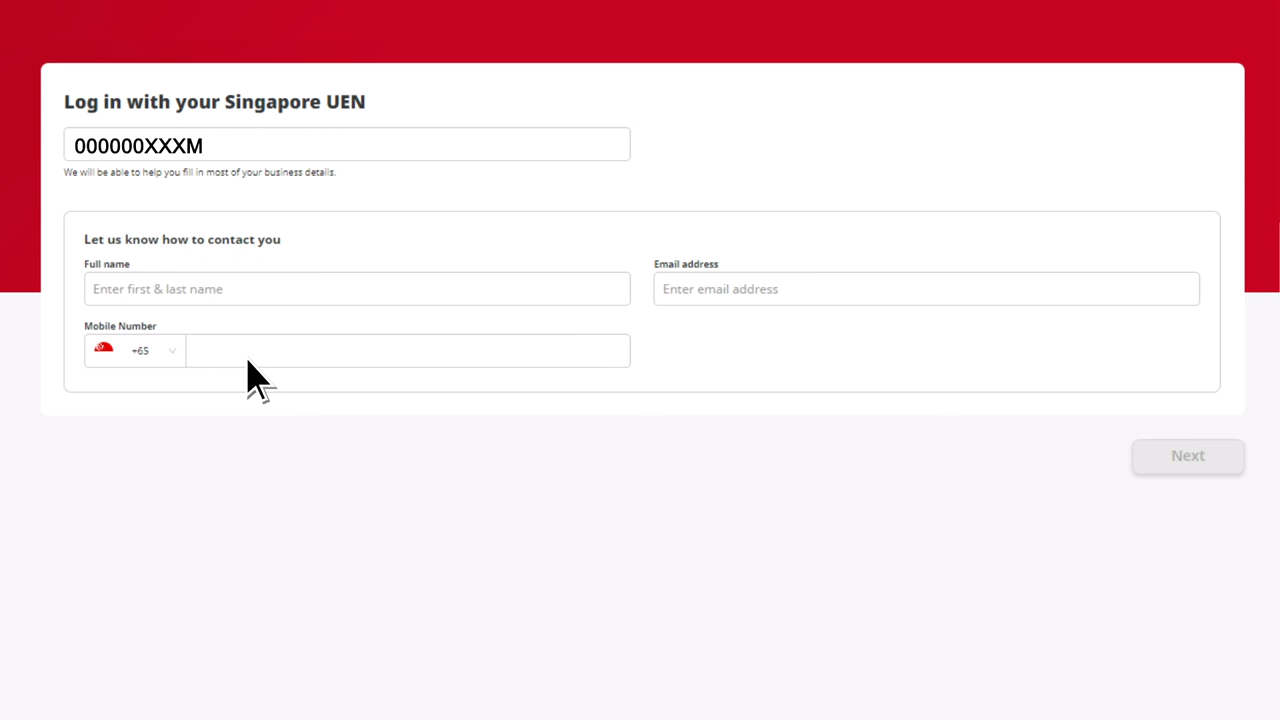 Log in with your Singapore UEN
000000XXXM
We will be able to help you fill in most of your business details.
Let us know how to contact you
Full name
Email address
Enter first & last name
Enter email address
Mobile Number
+65
Next